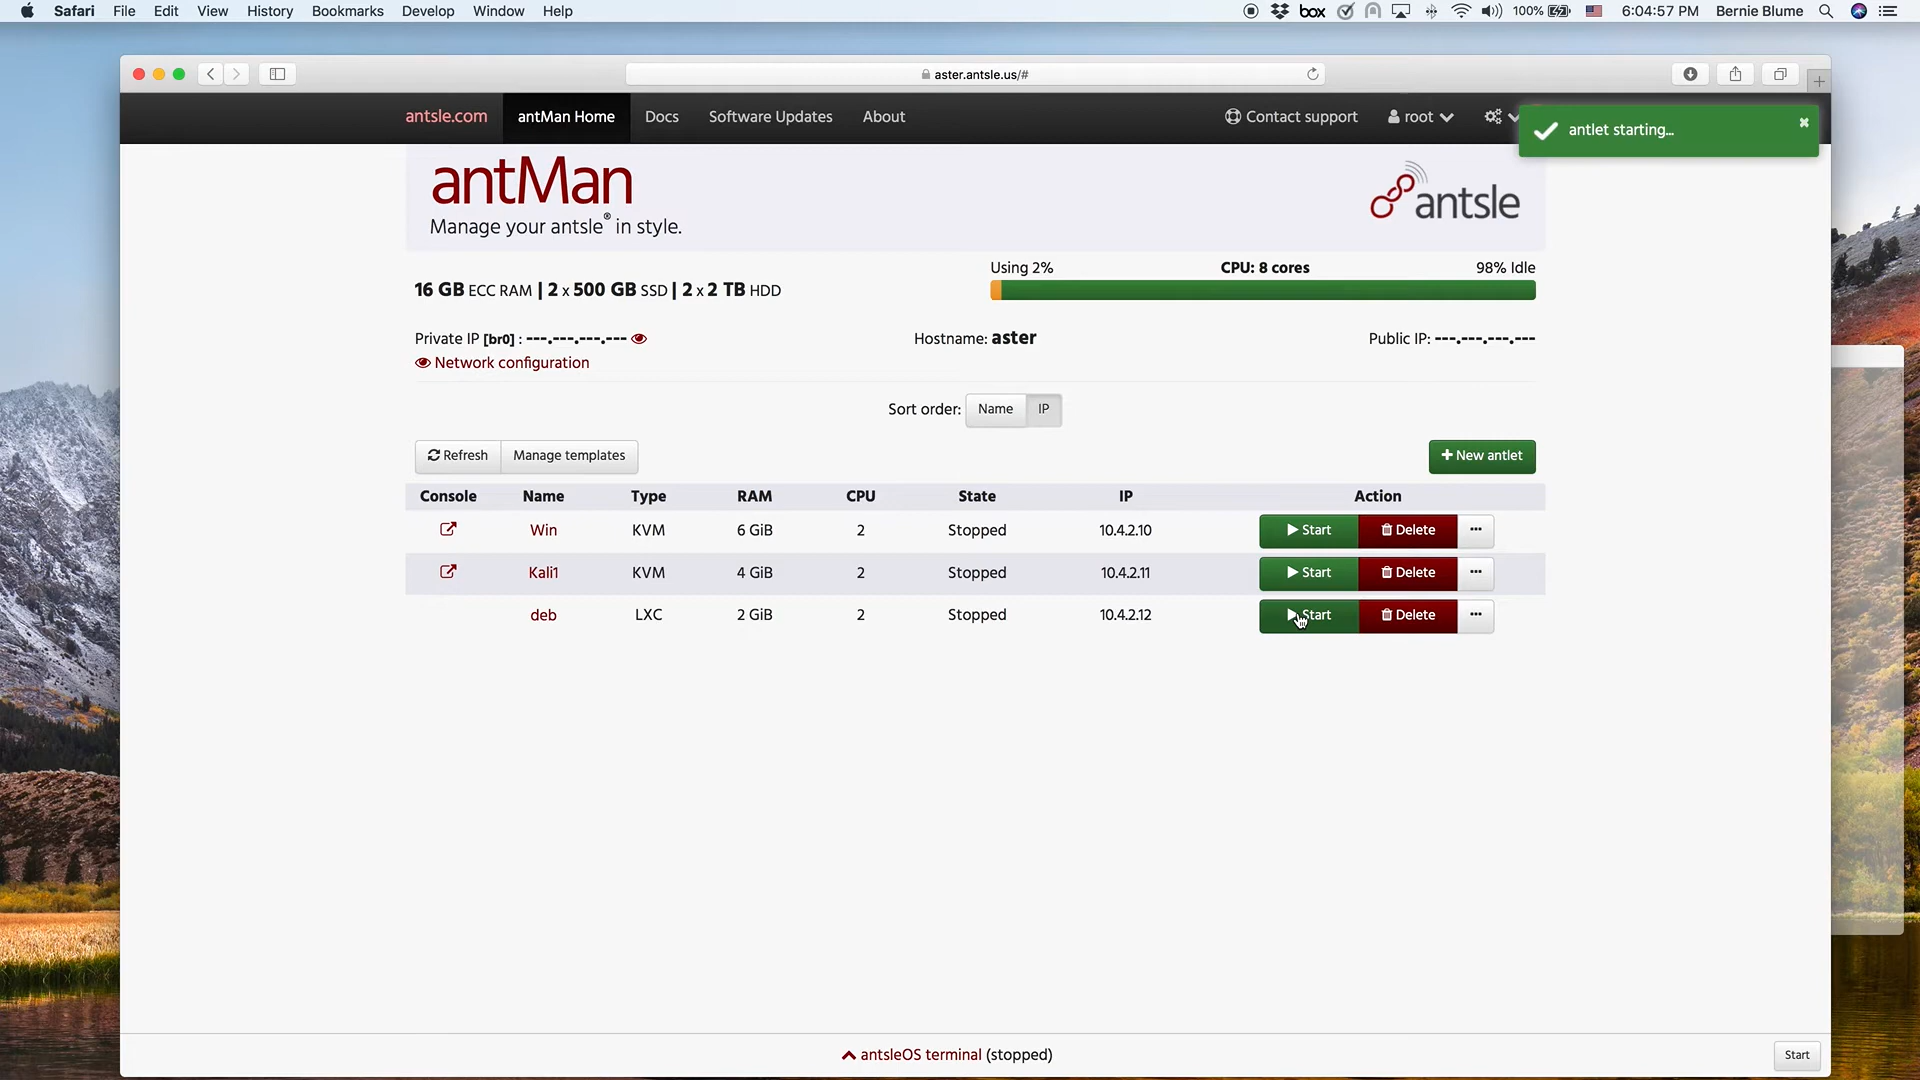 Safari File Edit View History Bookmarks Develop Window Help box 100% 6:04:57 PM Bernie Blume
aster.antsle.us/#
antsle.com antMan Home Docs Software Updates About Contact support root
antlet starting...
antMan
Manage your antsle® in style.
antsle
Using 2% CPU: 8 cores 98% Idle
16 GB ECC RAM | 2 x 500 GB SSD | 2 x 2 TB HDD
Private IP [br0] : ---.---.---.--- Hostname: aster Public IP: ---.---.---.---
Network configuration
Sort order: Name IP
Refresh Manage templates + New antlet
Console Name Type RAM CPU State IP Action
Win KVM 6 GiB 2 Stopped 10.4.2.10 Start Delete ...
Kali1 KVM 4 GiB 2 Stopped 10.4.2.11 Start Delete ...
deb LXC 2 GiB 2 Stopped 10.4.2.12 Start Delete ...
antsleOS terminal (stopped) Start